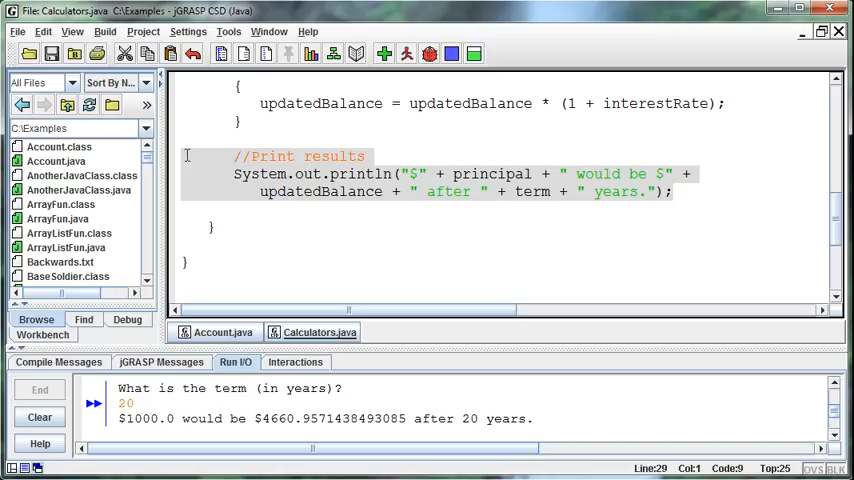 File: Calculators.java  C:\Examples - jGRASP CSD (Java)
File Edit View Build Project Settings Tools Window Help
All Files Sort By N...
C:\Examples
Account.class
Account.java
AnotherJavaClass.class
AnotherJavaClass.java
ArrayFun.class
ArrayFun.java
ArrayListFun.class
ArrayListFun.java
Backwards.txt
BaseSoldier.class
Browse Find Debug
Workbench
{
updatedBalance = updatedBalance * (1 + interestRate);
}
//Print results
System.out.println("$" + principal + " would be $" +
updatedBalance + " after " + term + " years.");
}
}
Account.java Calculators.java
Compile Messages jGRASP Messages Run I/O Interactions
End
Clear
Help
What is the term (in years)?
20
$1000.0 would be $4660.9571438493085 after 20 years.
Line:29 Col:1 Code:9 Top:25 OVS BLK